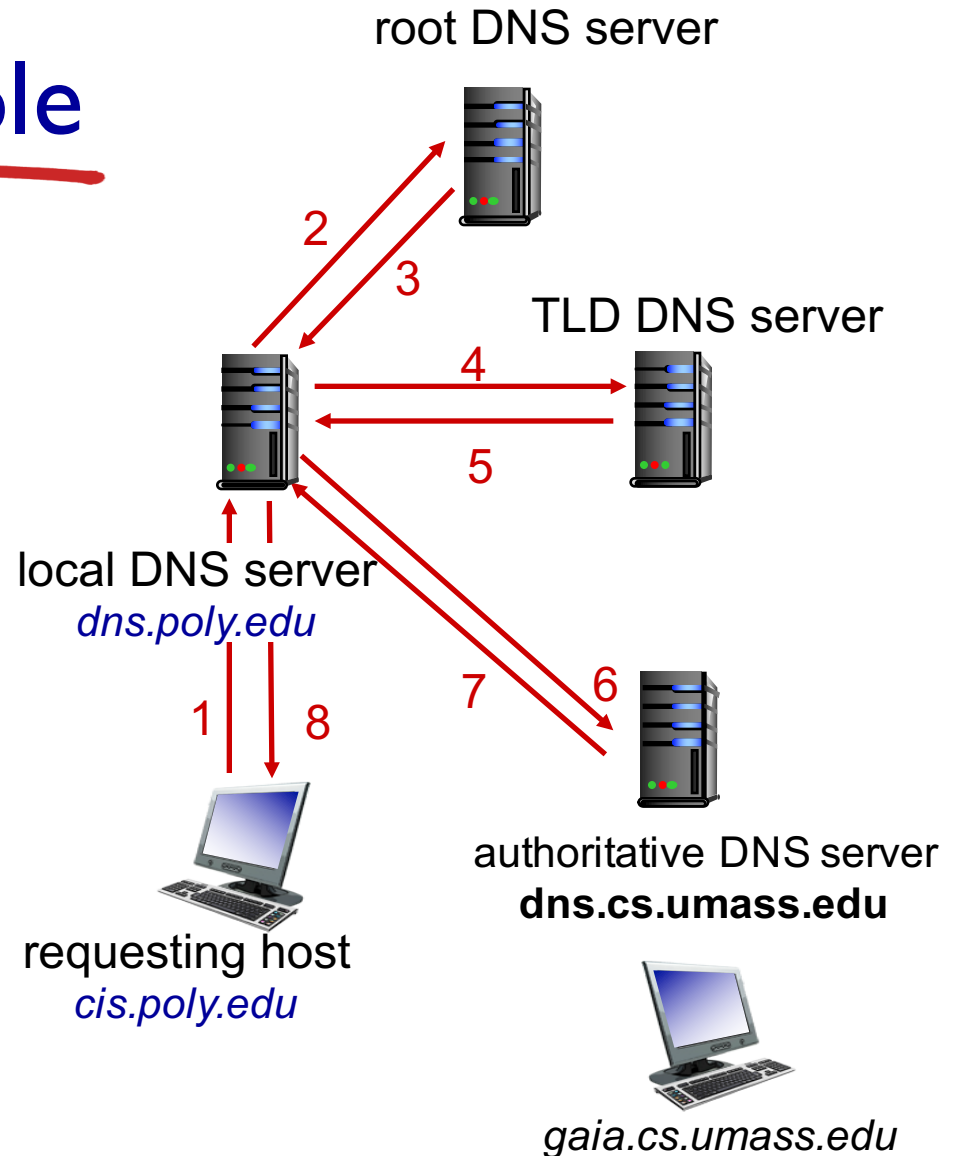 root DNS server
ole
2
3
TLD DNS server
4
5
local DNS server
dns.poly.edu
1
8
7
6
requesting host
cis.poly.edu
authoritative DNS server
dns.cs.umass.edu
gaia.cs.umass.edu